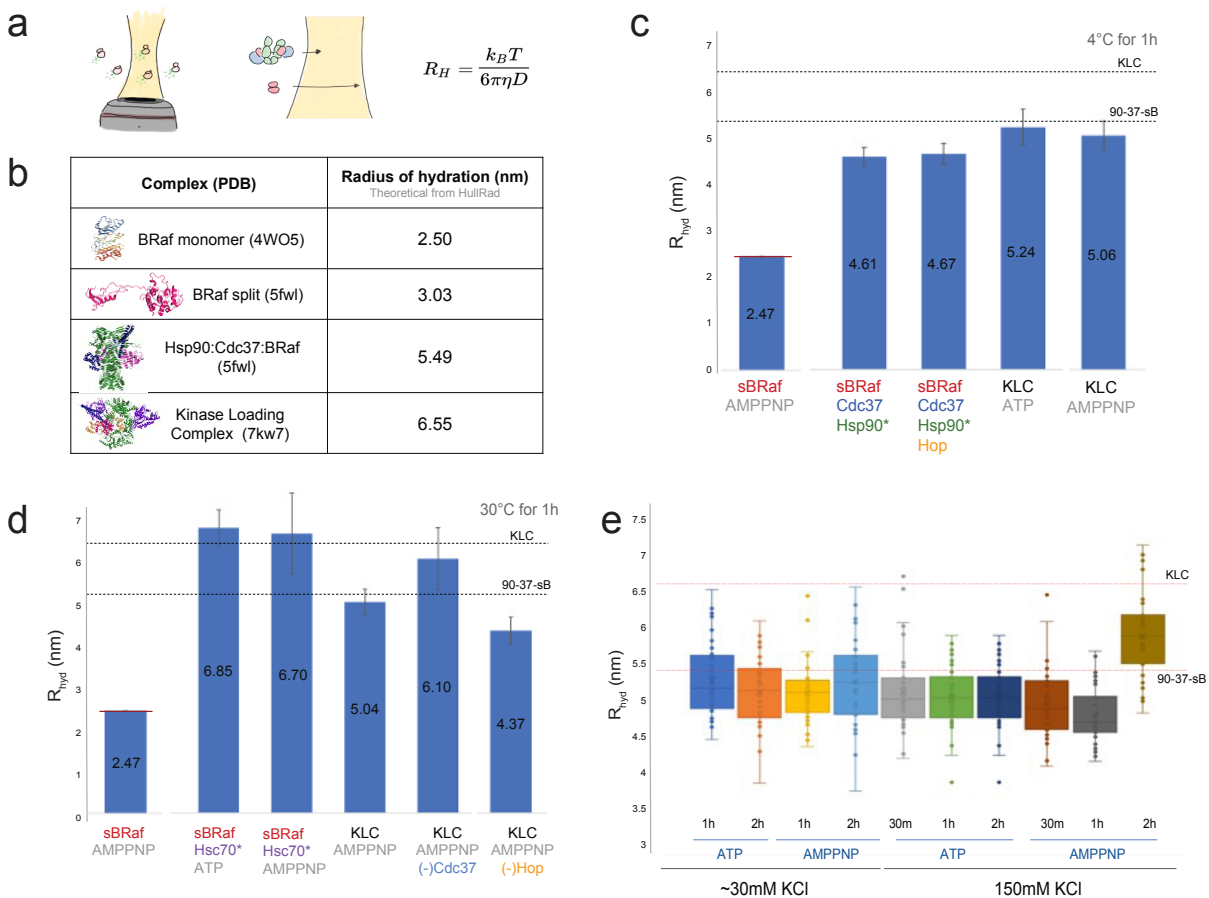 a
R_H = k_BT / 6πηD
b
Complex (PDB)
Radius of hydration (nm)
Theoretical from HullRad
BRaf monomer (4WO5)
2.50
BRaf split (5fwl)
3.03
Hsp90:Cdc37:BRaf
(5fwl)
5.49
Kinase Loading
Complex (7kw7)
6.55
c
4°C for 1h
R_hyd (nm)
7
6
5
4
3
2
1
0
KLC
90-37-sB
2.47
4.61
4.67
5.24
5.06
sBRaf
AMPPNP
sBRaf
Cdc37
Hsp90*
sBRaf
Cdc37
Hsp90*
Hop
KLC
ATP
KLC
AMPPNP
d
30°C for 1h
R_hyd (nm)
7
6
5
4
3
2
1
0
KLC
90-37-sB
2.47
6.85
6.70
5.04
6.10
4.37
sBRaf
AMPPNP
sBRaf
Hsc70*
ATP
sBRaf
Hsc70*
AMPPNP
KLC
AMPPNP
KLC
AMPPNP
(-)Cdc37
KLC
AMPPNP
(-)Hop
e
R_hyd (nm)
7.5
7
6.5
6
5.5
5
4.5
4
3.5
3
KLC
90-37-sB
1h 2h 1h 2h 30m 1h 2h 30m 1h 2h
ATP AMPPNP ATP AMPPNP
~30mM KCl 150mM KCl